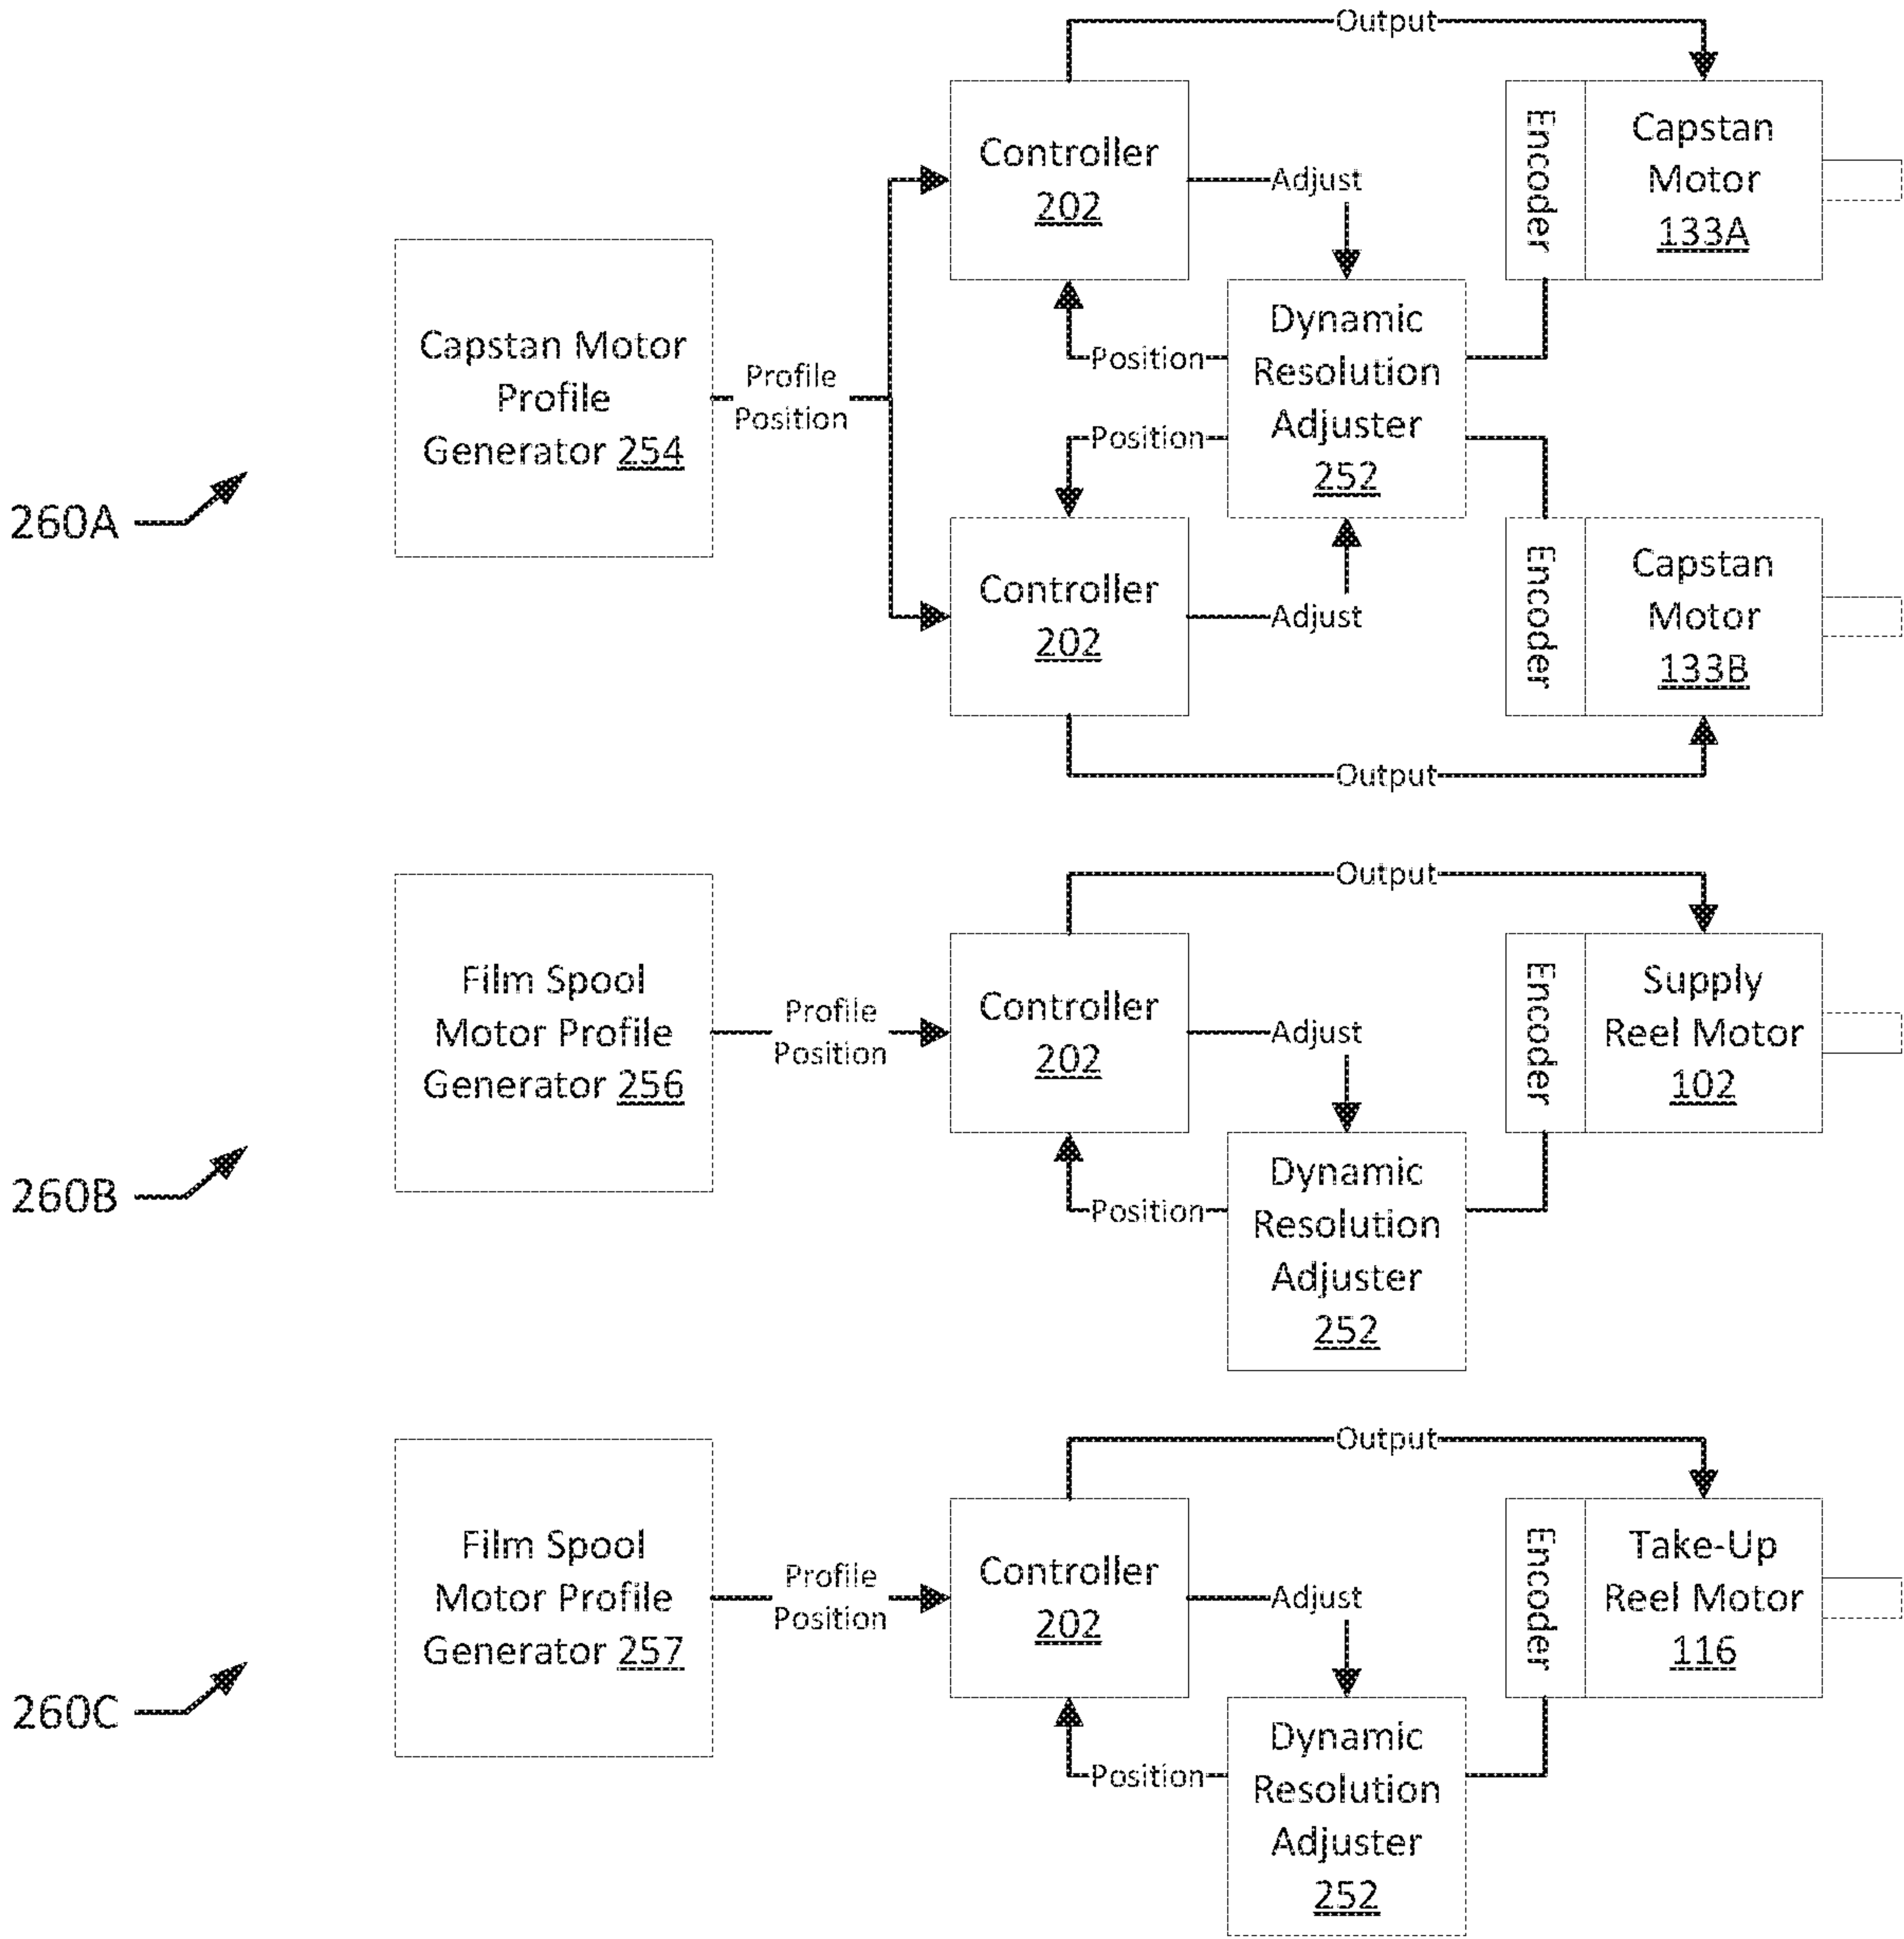 Output
Controller
202
Adjust
Encoder
Capstan
Motor
133A
Capstan Motor
Profile
Generator 254
Profile
Position
Position
Position
Dynamic
Resolution
Adjuster
252
260A
Controller
202
Adjust
Encoder
Capstan
Motor
133B
Output
Output
Film Spool
Motor Profile
Generator 256
Profile
Position
Controller
202
Adjust
Encoder
Supply
Reel Motor
102
260B
Position
Dynamic
Resolution
Adjuster
252
Output
Film Spool
Motor Profile
Generator 257
Profile
Position
Controller
202
Adjust
Encoder
Take-Up
Reel Motor
116
260C
Position
Dynamic
Resolution
Adjuster
252